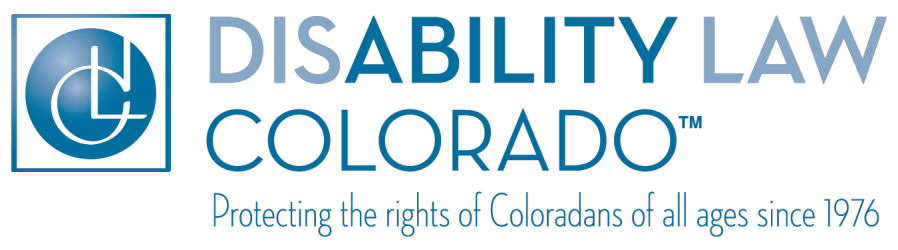 DISABILITY LAW
COLORADO™
Protecting the rights of Coloradans of all ages since 1976